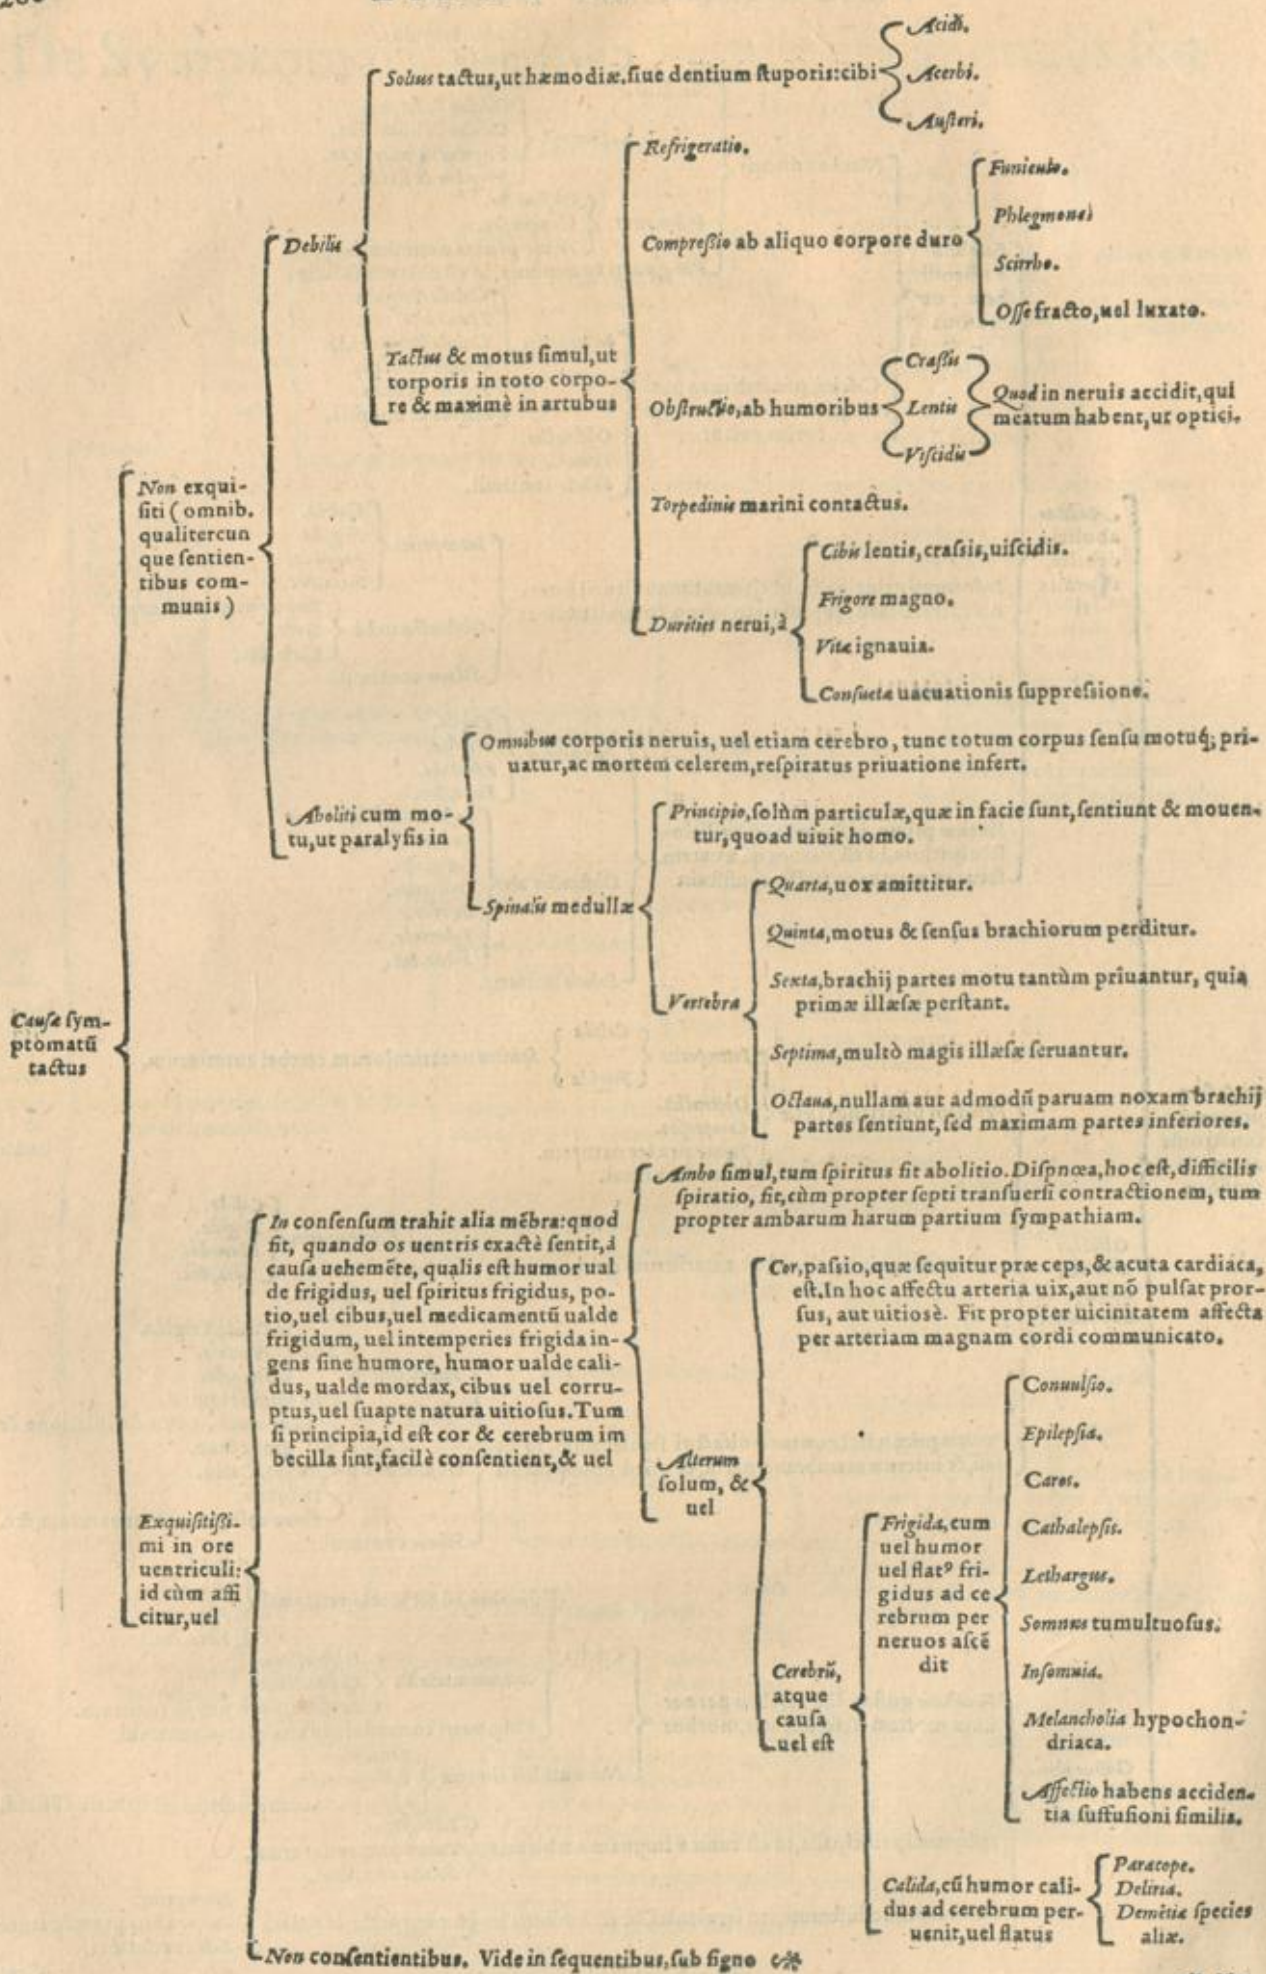 Acidi.
Solius tactus, ut hæmodiæ, siue dentium stuporis: cibi
Acerbi.
Austeri.
Debilis
Refrigeratio.
Funiculo.
Phlegmone
Compreßio ab aliquo corpore duro
Scirrho.
Osse fracto, uel luxato.
Tactus & motus simul, ut
torporis in toto corpo-
re & maximè in artubus
Craßis
Obstructio, ab humoribus
Lentis
Viscidis
Quod in neruis accidit, qui
meatum habent, ut optici.
Torpedinis marini contactus.
Cibis lentis, crassis, uiscidis.
Frigore magno.
Durities nerui, à
Vitæ ignauia.
Consueta uacuationis suppressione.
Non exqui-
siti ( omnib.
qualitercun
que sentien-
tibus com-
munis )
Omnibus corporis neruis, uel etiam cerebro, tunc totum corpus sensu motuq́; pri-
uatur, ac mortem celerem, respiratus priuatione infert.
Aboliti cum mo-
tu, ut paralysis in
Principio, solùm particulæ, quæ in facie sunt, sentiunt & mouen-
tur, quoad uiuit homo.
Spinalis medullæ
Quarta, uox amittitur.
Quinta, motus & sensus brachiorum perditur.
Sexta, brachij partes motu tantùm priuantur, quia
primæ illæsæ perstant.
Vertebra
Septima, multò magis illæsæ seruantur.
Octaua, nullam aut admodū paruam noxam brachij
partes sentiunt, sed maximam partes inferiores.
Causæ sym-
ptomatū
tactus
Ambo simul, tum spiritus fit abolitio. Dispnœa, hoc est, difficilis
spiratio, fit, cùm propter septi transuersi contractionem, tum
propter ambarum harum partium sympathiam.
In consensum trahit alia mēbra: quod
fit, quando os uentris exactè sentit, à
causa uehemēte, qualis est humor ual
de frigidus, uel spiritus frigidus, po-
tio, uel cibus, uel medicamentū ualde
frigidum, uel intemperies frigida in-
gens sine humore, humor ualde cali-
dus, ualde mordax, cibus uel corru-
ptus, uel suapte natura uitiosus. Tum
si principia, id est cor & cerebrum im
becilla sint, facilè consentient, & uel
Cor, passio, quæ sequitur præceps, & acuta cardiaca,
est. In hoc affectu arteria uix, aut nō pulsat pror-
sus, aut uitiosè. Fit propter uicinitatem affecta
per arteriam magnam cordi communicato.
Alterum
solum, &
uel
Conuulsio.
Epilepsia.
Caros.
Cathalepsis.
Lethargus.
Somnus tumultuosus.
Insomnia.
Melancholia hypochon-
driaca.
Affectio habens acciden-
tia suffusioni similia.
Frigida, cum
uel humor
uel flatꝰ fri-
gidus ad ce
rebrum per
neruos ascē
dit
Exquisitißi-
mi in ore
uentriculi:
id cùm affi
citur, uel
Cerebrū,
atque
causa
uel est
Calida, cū humor cali-
dus ad cerebrum per-
uenit, uel flatus
Paracope.
Deliria.
Demētiæ species
aliæ.
Non consentientibus. Vide in sequentibus, sub signo